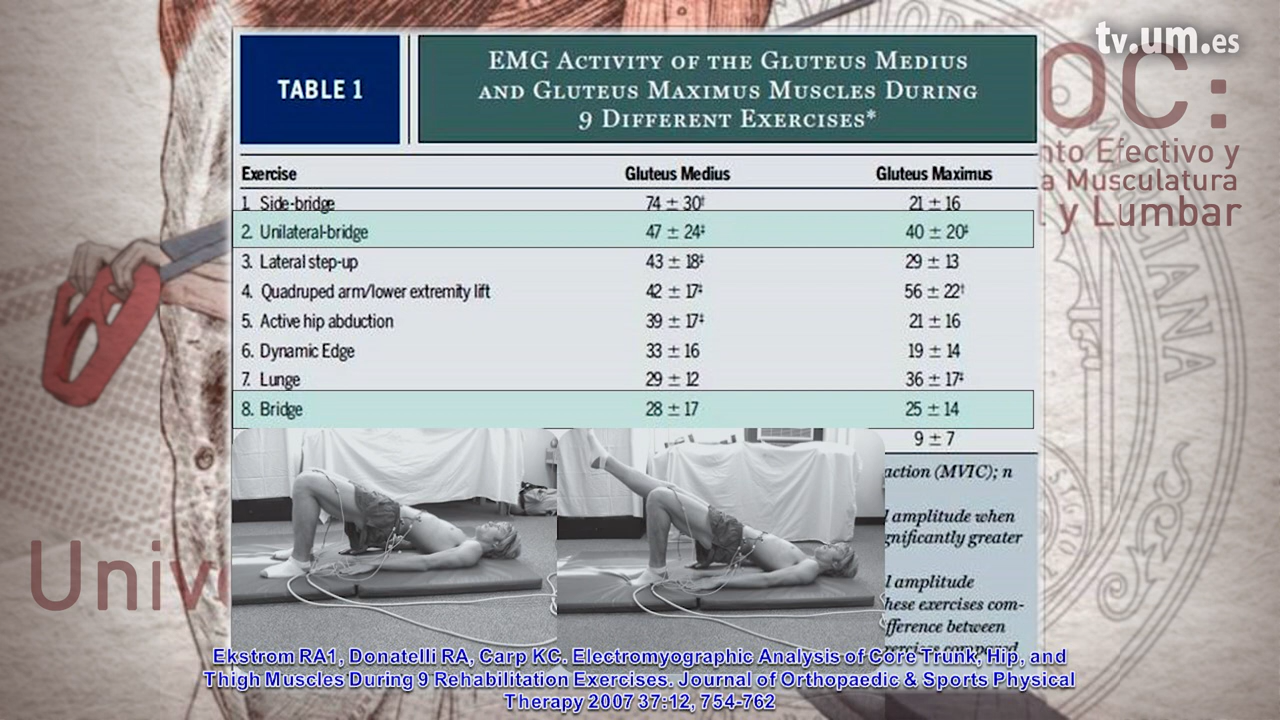 tv.um.es
TABLE 1
EMG ACTIVITY OF THE GLUTEUS MEDIUS
AND GLUTEUS MAXIMUS MUSCLES DURING
9 DIFFERENT EXERCISES*
OC:
nto Efectivo y
a Musculatura
l y Lumbar
Exercise Gluteus Medius Gluteus Maximus
1. Side-bridge 74 ± 30† 21 ± 16
2. Unilateral-bridge 47 ± 24‡ 40 ± 20‡
3. Lateral step-up 43 ± 18‡ 29 ± 13
4. Quadruped arm/lower extremity lift 42 ± 17‡ 56 ± 22†
5. Active hip abduction 39 ± 17‡ 21 ± 16
6. Dynamic Edge 33 ± 16 19 ± 14
7. Lunge 29 ± 12 36 ± 17‡
8. Bridge 28 ± 17 25 ± 14
9 ± 7
action (MVIC); n
l amplitude when
gnificantly greater
l amplitude
hese exercises com-
fference between
Univ
LIANA
Ekstrom RA1, Donatelli RA, Carp KC. Electromyographic Analysis of Core Trunk, Hip, and
Thigh Muscles During 9 Rehabilitation Exercises. Journal of Orthopaedic & Sports Physical
Therapy 2007 37:12, 754-762